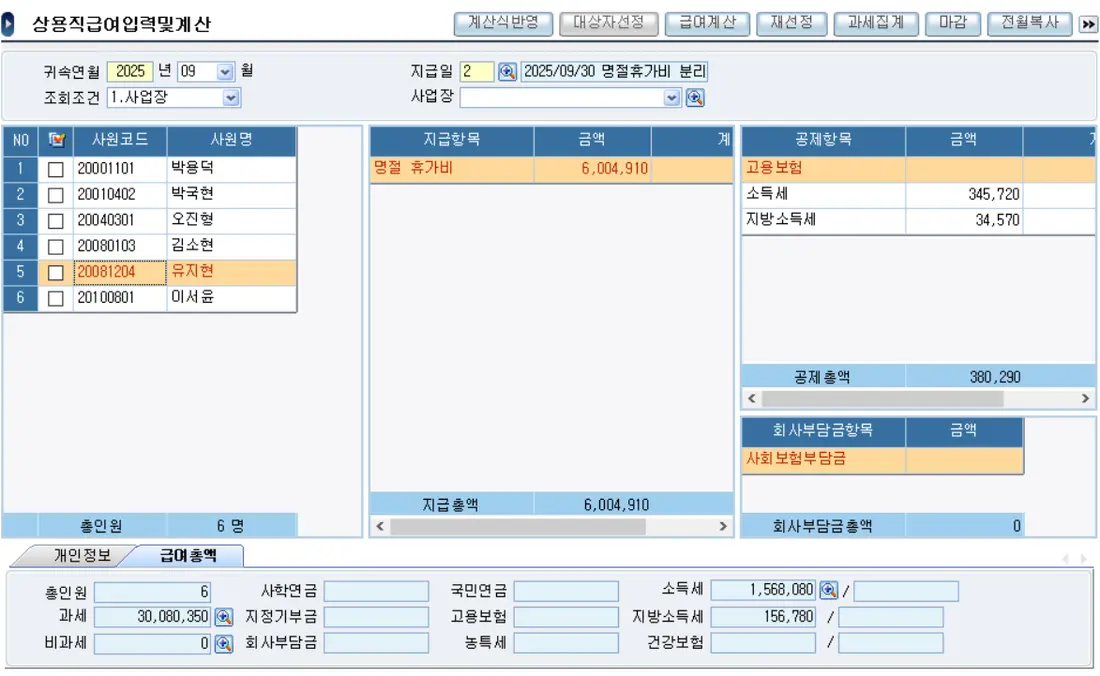 상용직급여입력및계산 계산식반영 대상자선정 급여계산 재선정 과세집계 마감 전월복사
귀속연월 2025 년 09 월 지급일 2 2025/09/30 명절휴가비 분리
조회조건 1.사업장 사업장
NO 사원코드 사원명
1 20001101 박용덕
2 20010402 박국현
3 20040301 오진형
4 20080103 김소현
5 20081204 유지현
6 20100801 이서윤
총인원 6 명
지급항목 금액 계
명절 휴가비 6,004,910
지급총액 6,004,910
공제항목 금액
고용보험
소득세 345,720
지방소득세 34,570
공제총액 380,290
회사부담금항목 금액
사회보험부담금
회사부담금총액 0
개인정보 급여총액
총인원 6 사학연금 국민연금 소득세 1,568,080 /
과세 30,080,350 지정기부금 고용보험 지방소득세 156,780 /
비과세 0 회사부담금 농특세 건강보험 /